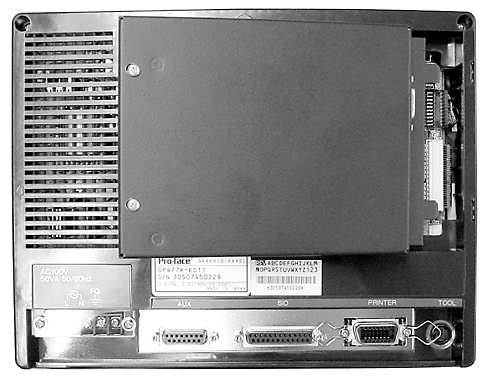 Pro-face GRAPHIC PANEL
GP477R-EG11
S/N 30507450229
DIGITAL ELECTRONICS CORP.
MADE IN JAPAN
ABCDEFGHIJKLM
NOPQRSTUVWXYZ123
*30507450229*
AC100V
50VA 50/60Hz
L N FG
AUX SIO PRINTER TOOL